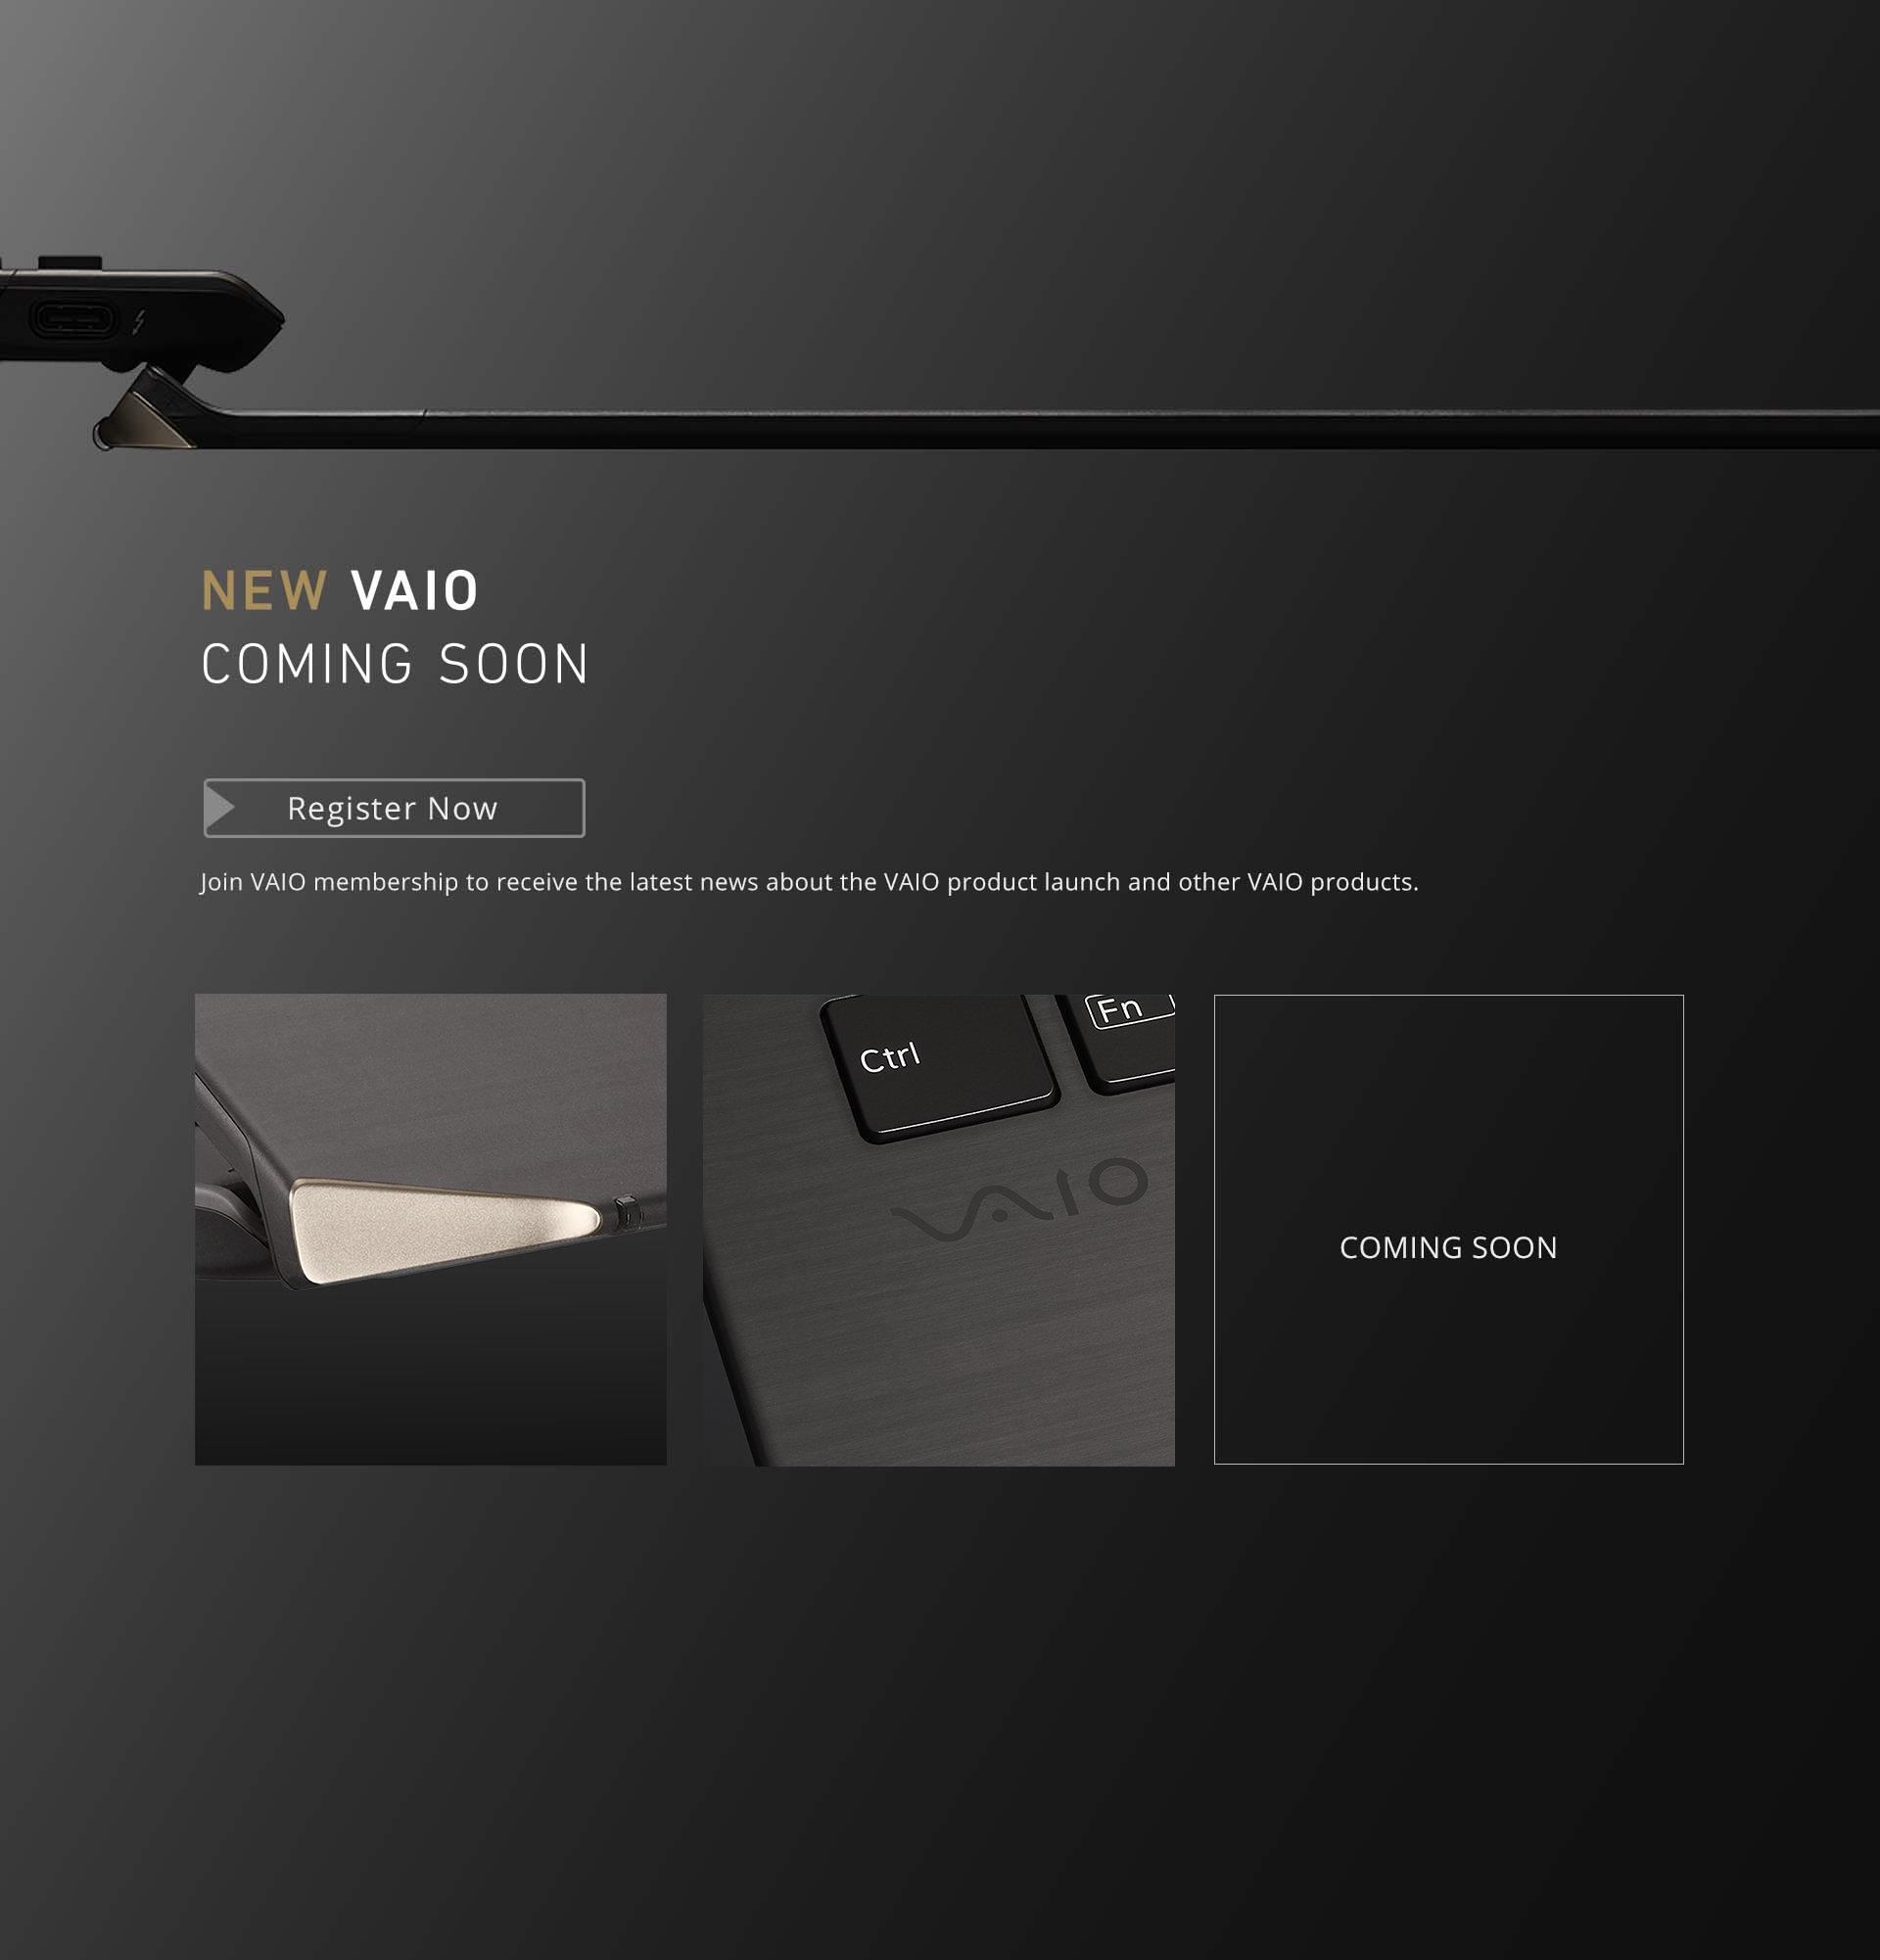 NEW VAIO
COMING SOON
Register Now
Join VAIO membership to receive the latest news about the VAIO product launch and other VAIO products.
Ctrl
Fn
VAIO
COMING SOON